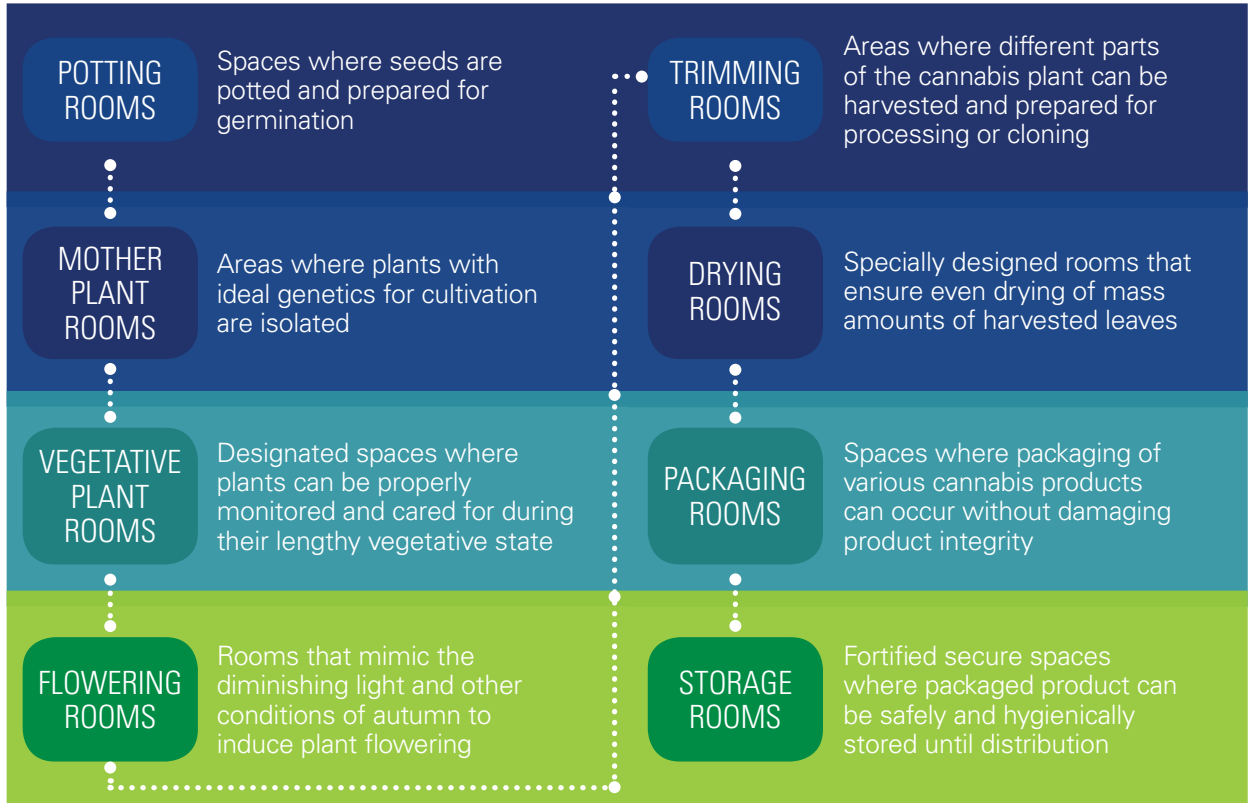 POTTING
ROOMS
Spaces where seeds are
potted and prepared for
germination
MOTHER
PLANT
ROOMS
Areas where plants with
ideal genetics for cultivation
are isolated
VEGETATIVE
PLANT
ROOMS
Designated spaces where
plants can be properly
monitored and cared for during
their lengthy vegetative state
FLOWERING
ROOMS
Rooms that mimic the
diminishing light and other
conditions of autumn to
induce plant flowering
TRIMMING
ROOMS
Areas where different parts
of the cannabis plant can be
harvested and prepared for
processing or cloning
DRYING
ROOMS
Specially designed rooms that
ensure even drying of mass
amounts of harvested leaves
PACKAGING
ROOMS
Spaces where packaging of
various cannabis products
can occur without damaging
product integrity
STORAGE
ROOMS
Fortified secure spaces
where packaged product can
be safely and hygienically
stored until distribution